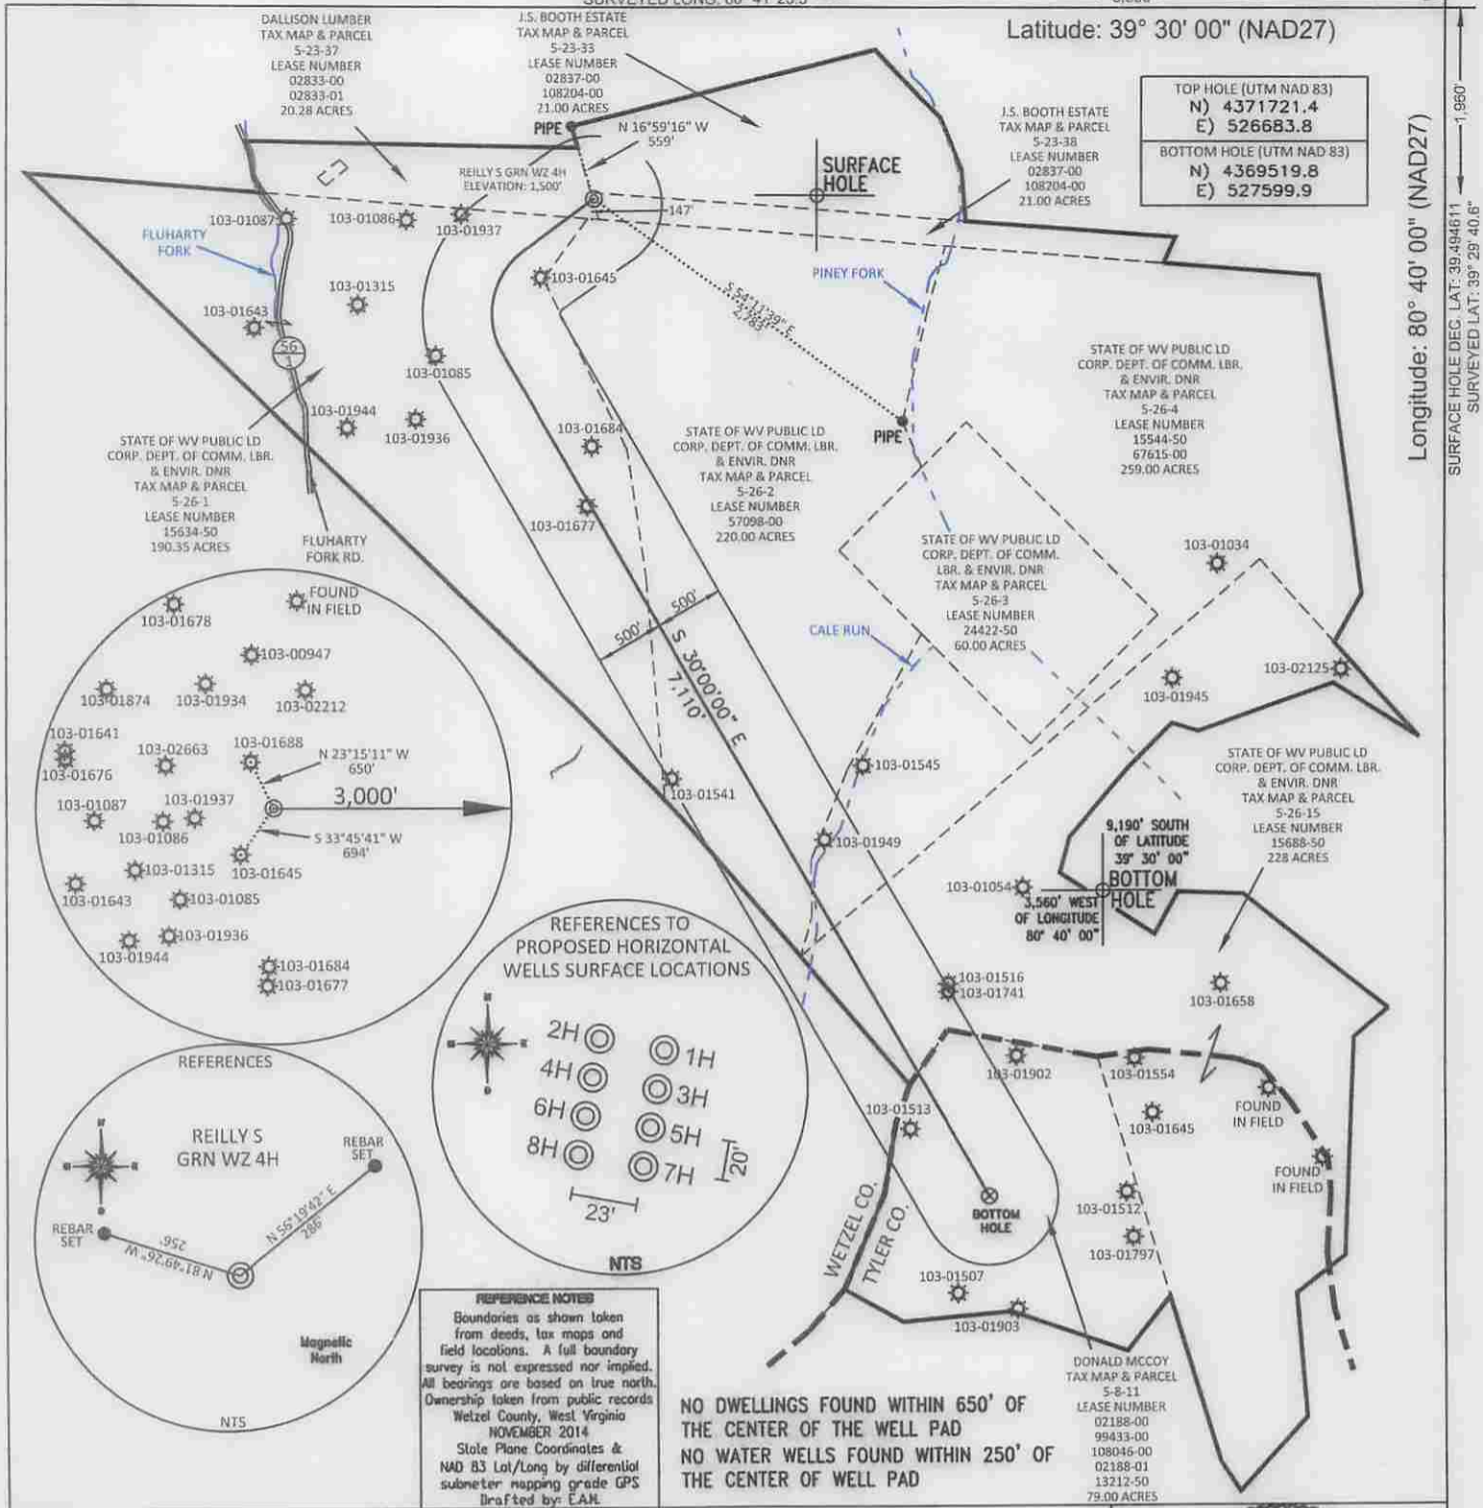 DALLISON LUMBER
TAX MAP & PARCEL
5-23-37
LEASE NUMBER
02833-00
02833-01
20.28 ACRES
J.S. BOOTH ESTATE
TAX MAP & PARCEL
5-23-33
LEASE NUMBER
02837-00
108204-00
21.00 ACRES
Latitude: 39° 30' 00" (NAD27)
TOP HOLE (UTM NAD 83)
N) 4371721.4
E) 526683.8
BOTTOM HOLE (UTM NAD 83)
N) 4369519.8
E) 527599.9
1,980'
Longitude: 80° 40' 00" (NAD27)
SURFACE HOLE DEC. LAT: 39.494611
SURVEYED LAT: 39° 29' 40.6"
J.S. BOOTH ESTATE
TAX MAP & PARCEL
5-23-38
LEASE NUMBER
02837-00
108204-00
21.00 ACRES
PIPE
N 16°59'16" W
559'
REILLY S GRN WZ 4H
ELEVATION: 1,500'
SURFACE
HOLE
147'
103-01087
103-01086
103-01937
FLUHARTY
FORK
103-01645
PINEY FORK
103-01315
103-01643
S 54°11'39" E
2,783'
56
1
103-01085
103-01944
103-01936
103-01684
PIPE
STATE OF WV PUBLIC LD
CORP. DEPT. OF COMM. LBR.
& ENVIR. DNR
TAX MAP & PARCEL
5-26-4
LEASE NUMBER
15544-50
67615-00
259.00 ACRES
STATE OF WV PUBLIC LD
CORP. DEPT. OF COMM. LBR.
& ENVIR. DNR
TAX MAP & PARCEL
5-26-1
LEASE NUMBER
15634-50
190.35 ACRES
FLUHARTY
FORK RD.
STATE OF WV PUBLIC LD
CORP. DEPT. OF COMM. LBR.
& ENVIR. DNR
TAX MAP & PARCEL
5-26-2
LEASE NUMBER
57098-00
220.00 ACRES
103-01677
STATE OF WV PUBLIC LD
CORP. DEPT. OF COMM.
LBR. & ENVIR. DNR
TAX MAP & PARCEL
5-26-3
LEASE NUMBER
24422-50
60.00 ACRES
103-01034
500'
500'
S 30°00'00" E
7,110'
CALE RUN
103-02125
103-01945
FOUND
IN FIELD
103-01678
103-00947
103-01874
103-01934
103-02212
103-01641
103-01676
103-02663
103-01688
N 23°15'11" W
650'
3,000'
103-01087
103-01937
103-01086
S 33°45'41" W
694'
103-01315
103-01645
103-01643
103-01085
103-01936
103-01944
103-01684
103-01677
103-01541
103-01545
103-01949
STATE OF WV PUBLIC LD
CORP. DEPT. OF COMM. LBR.
& ENVIR. DNR
TAX MAP & PARCEL
5-26-15
LEASE NUMBER
15688-50
228 ACRES
9,190' SOUTH
OF LATITUDE
39° 30' 00"
103-01054
BOTTOM
HOLE
3,560' WEST
OF LONGITUDE
80° 40' 00"
REFERENCES TO
PROPOSED HORIZONTAL
WELLS SURFACE LOCATIONS
2H
1H
4H
3H
6H
5H
8H
7H
20'
23'
NTS
103-01516
103-01741
103-01658
103-01902
103-01554
103-01513
FOUND
IN FIELD
103-01645
FOUND
IN FIELD
103-01512
103-01797
BOTTOM
HOLE
WETZEL CO.
TYLER CO.
103-01507
103-01903
REFERENCES
REILLY S
GRN WZ 4H
REBAR
SET
REBAR
SET
N 56°19'42" E
286'
N 81°49'26" W
256'
Magnetic
North
NTS
REFERENCE NOTES
Boundaries as shown taken
from deeds, tax maps and
field locations. A full boundary
survey is not expressed nor implied.
All bearings are based on true north.
Ownership taken from public records
Wetzel County, West Virginia
NOVEMBER 2014
State Plane Coordinates &
NAD 83 Lat/Long by differential
submeter mapping grade GPS
Drafted by: E.A.H.
NO DWELLINGS FOUND WITHIN 650' OF
THE CENTER OF THE WELL PAD
NO WATER WELLS FOUND WITHIN 250' OF
THE CENTER OF WELL PAD
DONALD MCCOY
TAX MAP & PARCEL
5-8-11
LEASE NUMBER
02188-00
99433-00
108046-00
02188-01
13212-50
79.00 ACRES